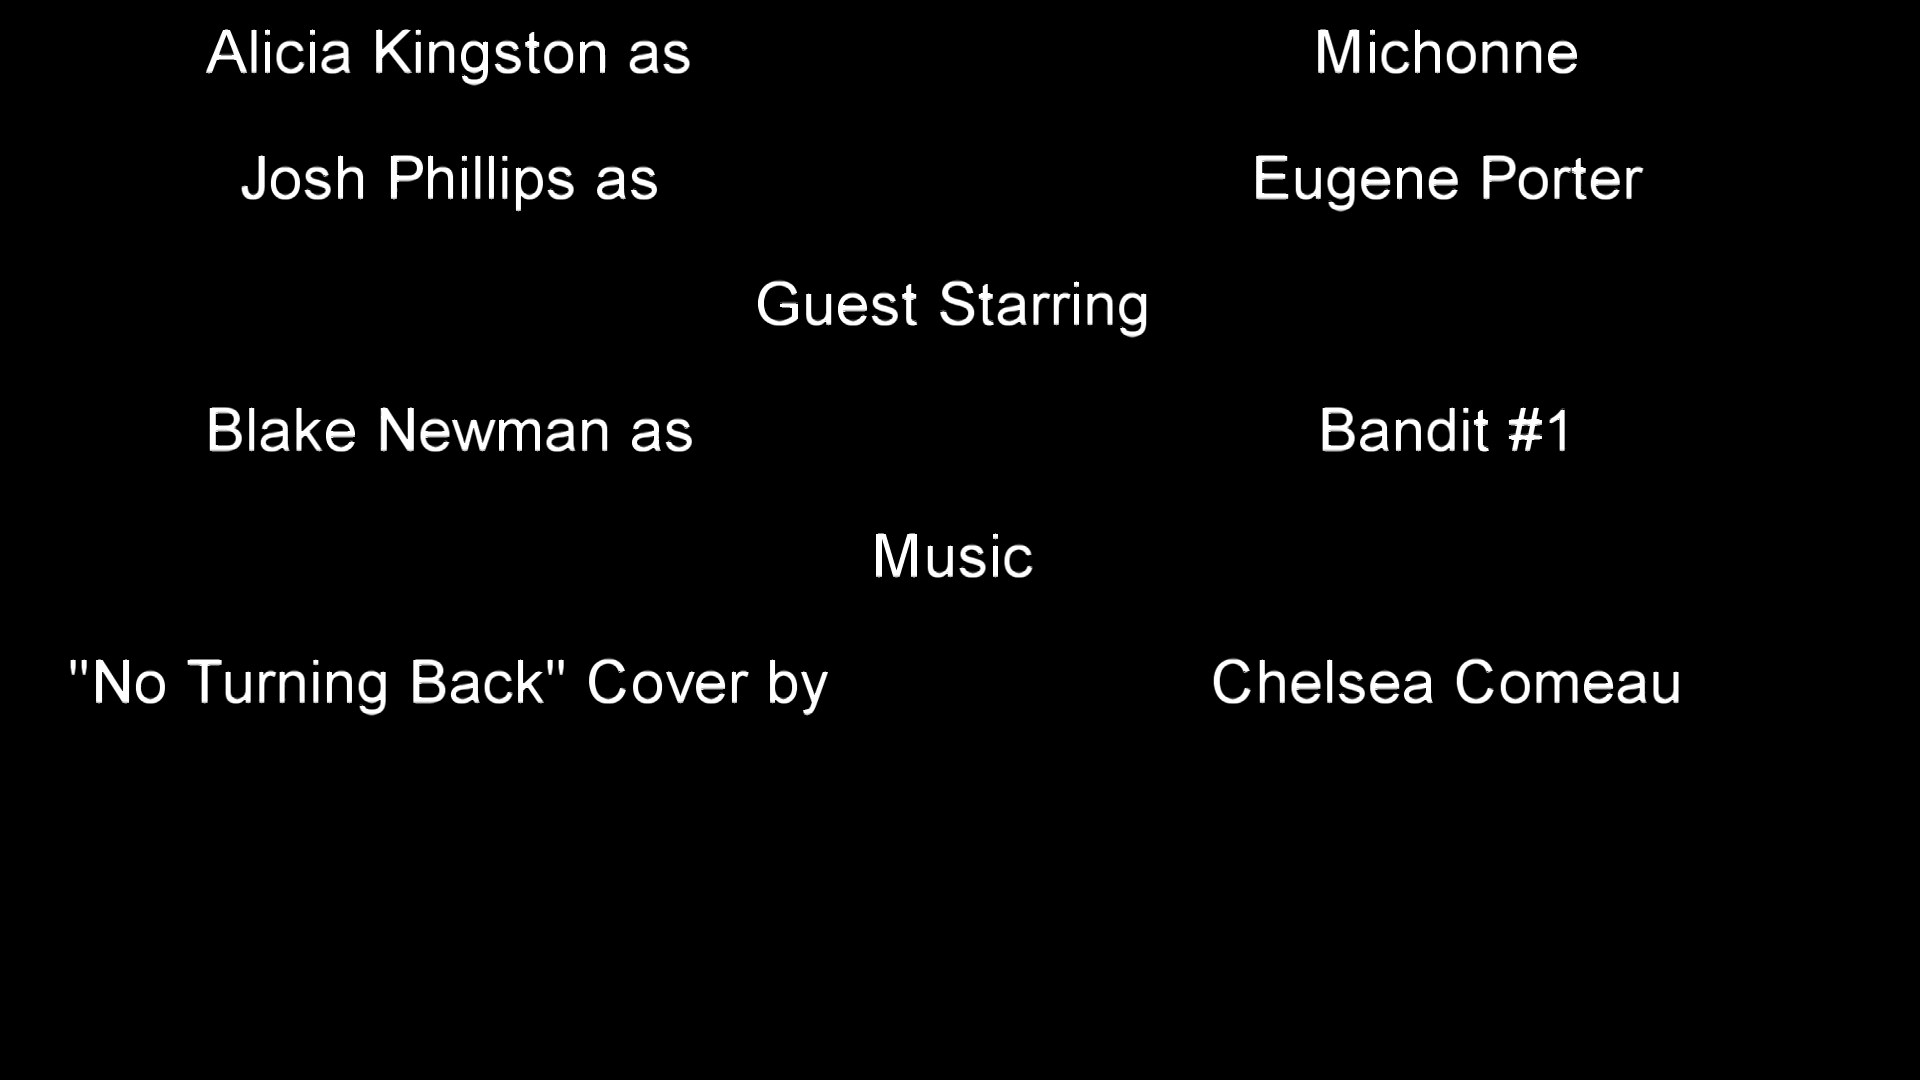 Alicia Kingston as Michonne
Josh Phillips as Eugene Porter
Guest Starring
Blake Newman as Bandit #1
Music
"No Turning Back" Cover by Chelsea Comeau